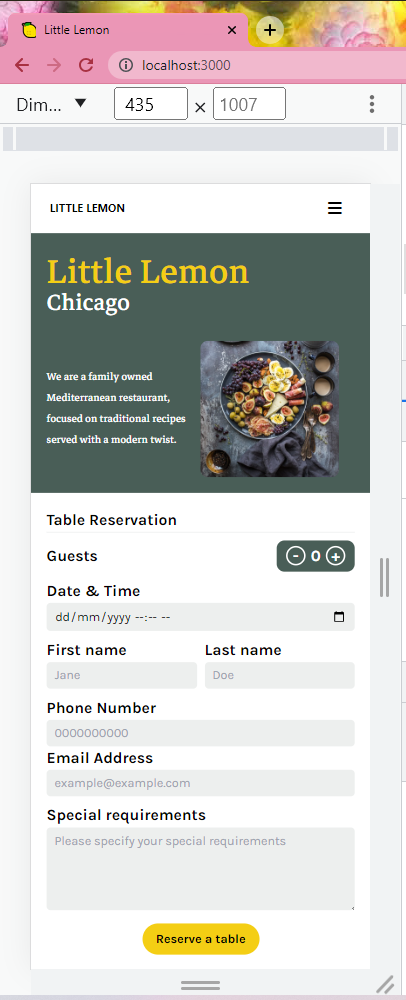 Little Lemon
localhost:3000
Dim... 435 × 1007
LITTLE LEMON
Little Lemon
Chicago
We are a family owned
Mediterranean restaurant,
focused on traditional recipes
served with a modern twist.
Table Reservation
Guests - 0 +
Date & Time
dd/mm/yyyy --:-- --
First name Last name
Jane Doe
Phone Number
0000000000
Email Address
example@example.com
Special requirements
Please specify your special requirements
Reserve a table